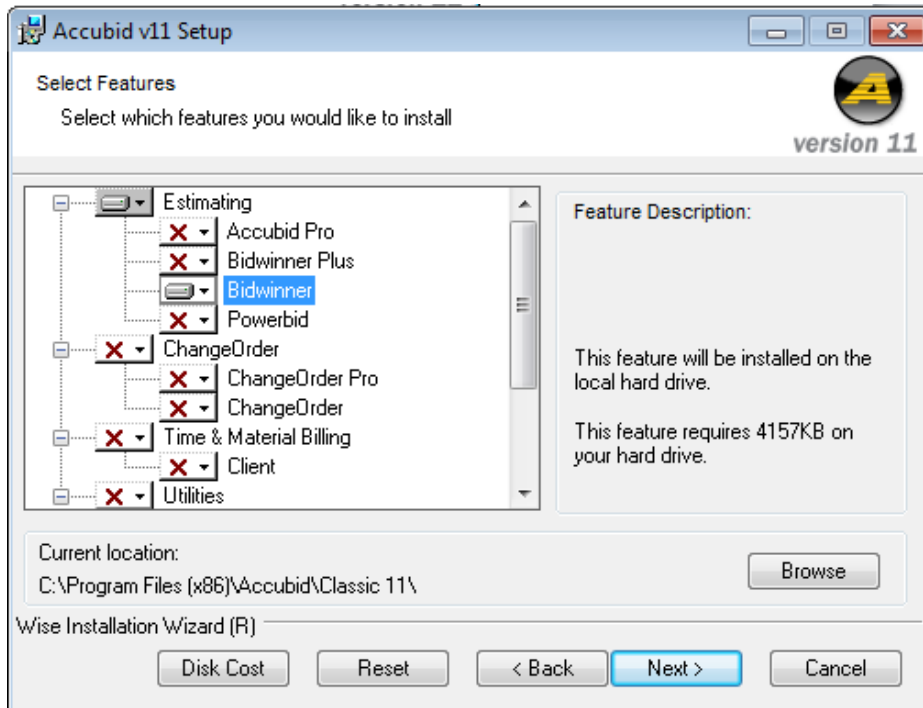 Accubid v11 Setup
Select Features
Select which features you would like to install
version 11
Estimating
Accubid Pro
Bidwinner Plus
Bidwinner
Powerbid
ChangeOrder
ChangeOrder Pro
ChangeOrder
Time & Material Billing
Client
Utilities
Feature Description:
This feature will be installed on the
local hard drive.
This feature requires 4157KB on
your hard drive.
Current location:
C:\Program Files (x86)\Accubid\Classic 11\
Browse
Wise Installation Wizard (R)
Disk Cost
Reset
< Back
Next >
Cancel